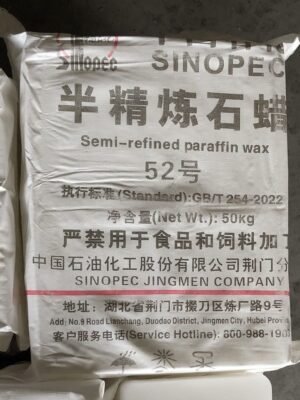 Sinopec
SINOPEC
半精炼石蜡
Semi-refined paraffin wax
52号
执行标准(Standard):GB/T 254-2022
净含量(Net Wt.): 50kg
严禁用于食品和饲料加
中国石油化工股份有限公司荆门分
SINOPEC JINGMEN COMPANY
地址: 湖北省荆门市掇刀区炼厂路9号
Add: No.9 Road Lianchang, Duodao District, Jingmen City, Hubei Provin
客户服务电话(Service Hotline): 800-988-19